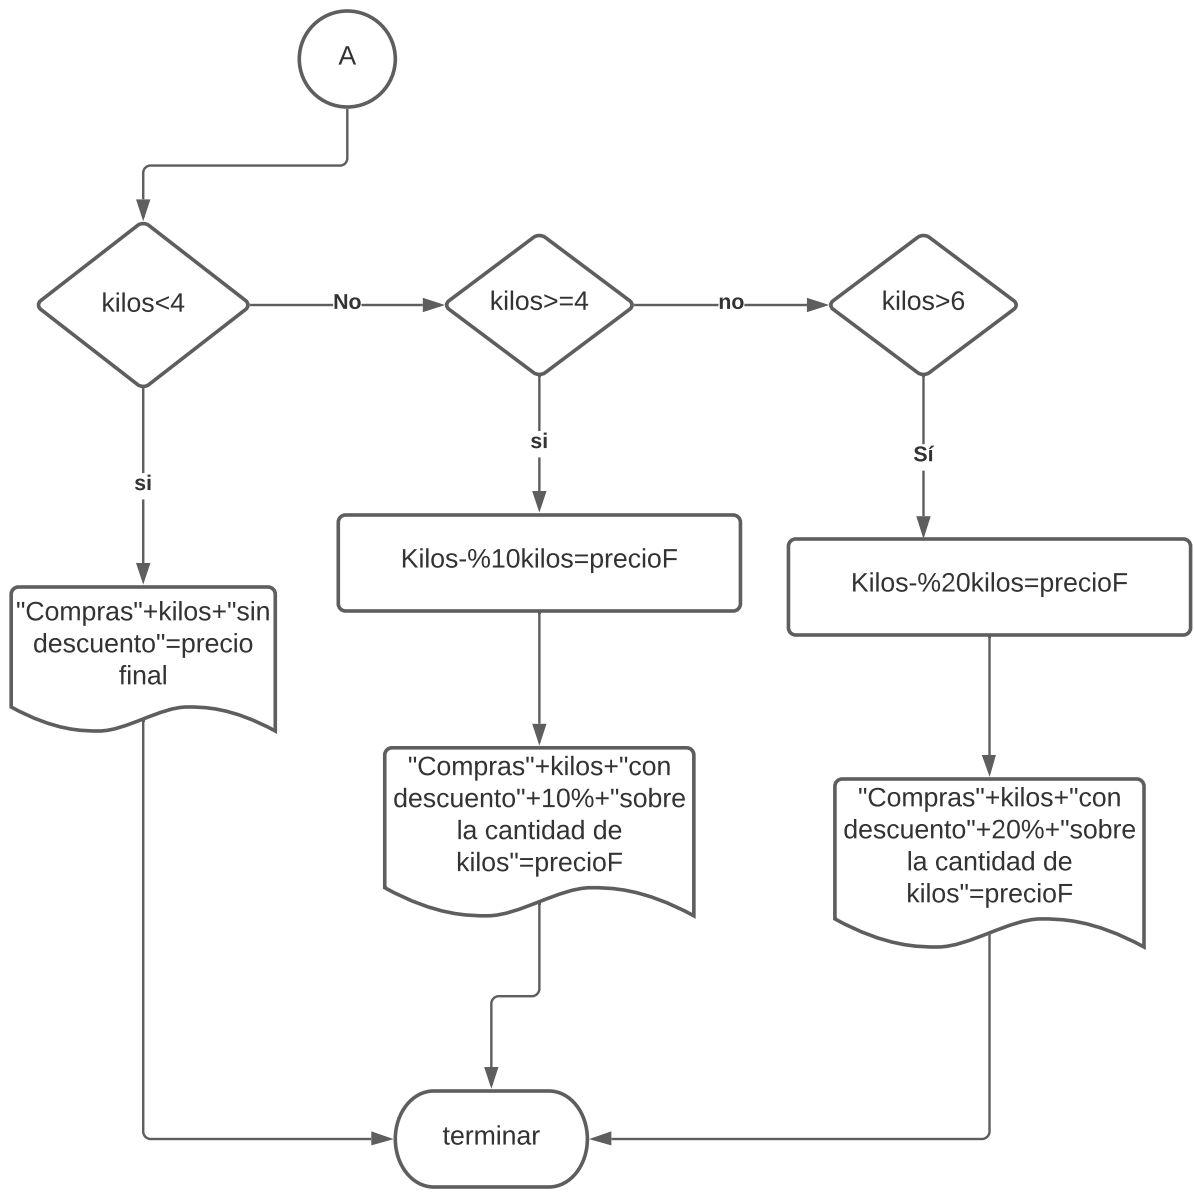 A
kilos<4
No
kilos>=4
no
kilos>6
si
si
Sí
"Compras"+kilos+"sin
descuento"=precio
final
Kilos-%10kilos=precioF
Kilos-%20kilos=precioF
"Compras"+kilos+"con
descuento"+10%+"sobre
la cantidad de
kilos"=precioF
"Compras"+kilos+"con
descuento"+20%+"sobre
la cantidad de
kilos"=precioF
terminar